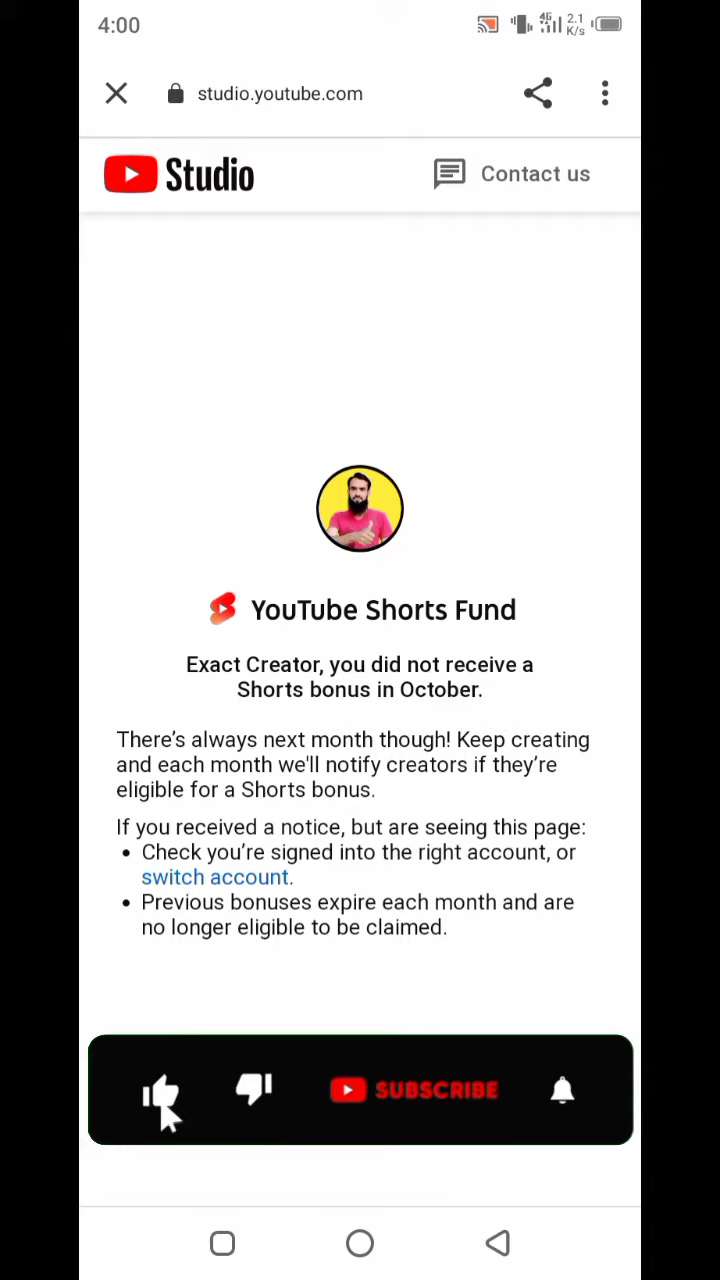 4:00
4G
2.1
K/s
studio.youtube.com
Studio
Contact us
YouTube Shorts Fund
Exact Creator, you did not receive a
Shorts bonus in October.
There’s always next month though! Keep creating
and each month we'll notify creators if they’re
eligible for a Shorts bonus.
If you received a notice, but are seeing this page:
• Check you’re signed into the right account, or
switch account.
• Previous bonuses expire each month and are
no longer eligible to be claimed.
SUBSCRIBE